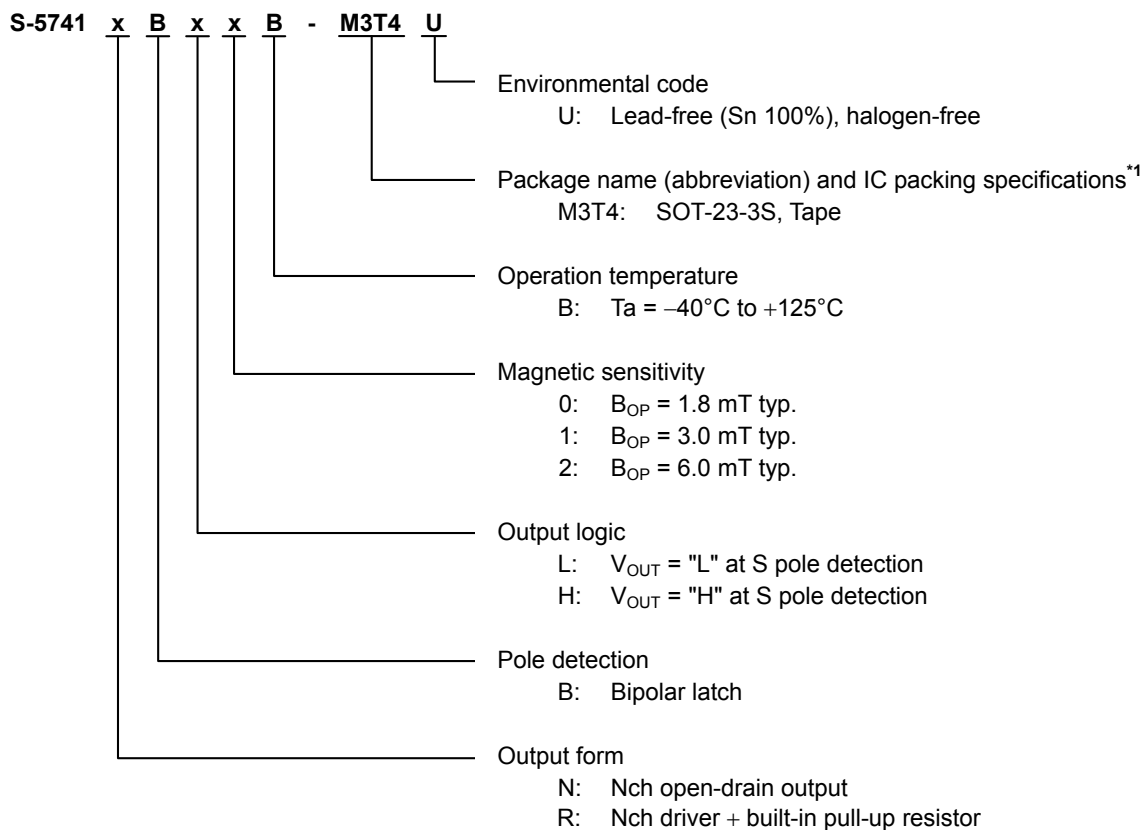 S-5741 x B x x B - M3T4 U
Environmental code
U: Lead-free (Sn 100%), halogen-free
Package name (abbreviation) and IC packing specifications*1
M3T4: SOT-23-3S, Tape
Operation temperature
B: Ta = −40°C to +125°C
Magnetic sensitivity
0: BOP = 1.8 mT typ.
1: BOP = 3.0 mT typ.
2: BOP = 6.0 mT typ.
Output logic
L: VOUT = "L" at S pole detection
H: VOUT = "H" at S pole detection
Pole detection
B: Bipolar latch
Output form
N: Nch open-drain output
R: Nch driver + built-in pull-up resistor